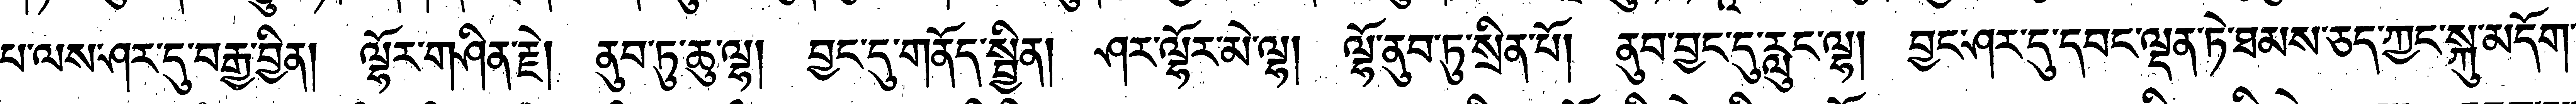 པ་ལས་ཤར་དུ་བརྒྱ་བྱིན། ལྷོར་གཤིན་རྗེ། ནུབ་ཏུ་ཆུ་ལྷ། བྱང་དུ་གནོད་སྦྱིན། ཤར་ལྷོར་མེ་ལྷ། ལྷོ་ནུབ་ཏུ་སྲིན་པོ། ནུབ་བྱང་དུ་རླུང་ལྷ། བྱང་ཤར་དུ་དབང་ལྡན་ཏེ་ཐམས་ཅད་ཀྱང་སྐུ་མདོག་